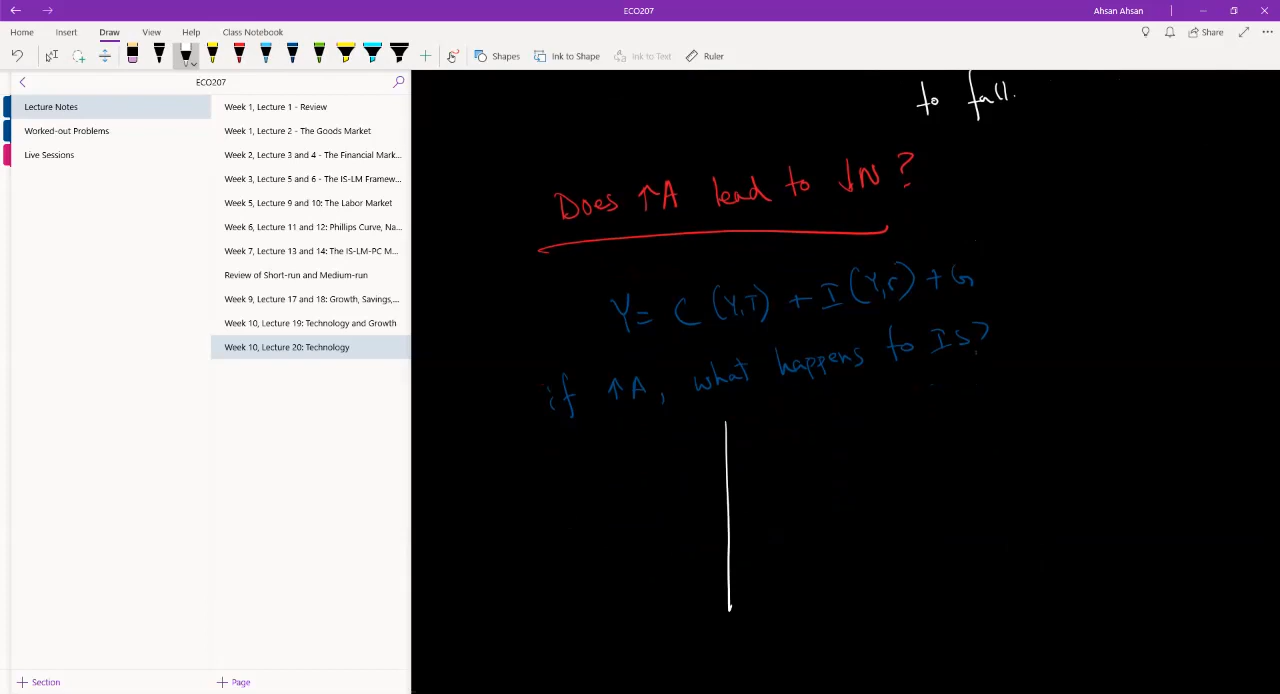 ECO207
Ahsan Ahsan
Home Insert Draw View Help Class Notebook
Share
Shapes Ink to Shape Ink to Text Ruler
ECO207
Lecture Notes
Worked-out Problems
Live Sessions
Week 1, Lecture 1 - Review
Week 1, Lecture 2 - The Goods Market
Week 2, Lecture 3 and 4 - The Financial Mark...
Week 3, Lecture 5 and 6 - The IS-LM Framew...
Week 5, Lecture 9 and 10: The Labor Market
Week 6, Lecture 11 and 12: Phillips Curve, Na...
Week 7, Lecture 13 and 14: The IS-LM-PC M...
Review of Short-run and Medium-run
Week 9, Lecture 17 and 18: Growth, Savings,...
Week 10, Lecture 19: Technology and Growth
Week 10, Lecture 20: Technology
Section
Page
to fall.
Does ↑A lead to ↓N?
Y= C (Y,T) + I (Y,r) + G
if ↑A, what happens to IS?